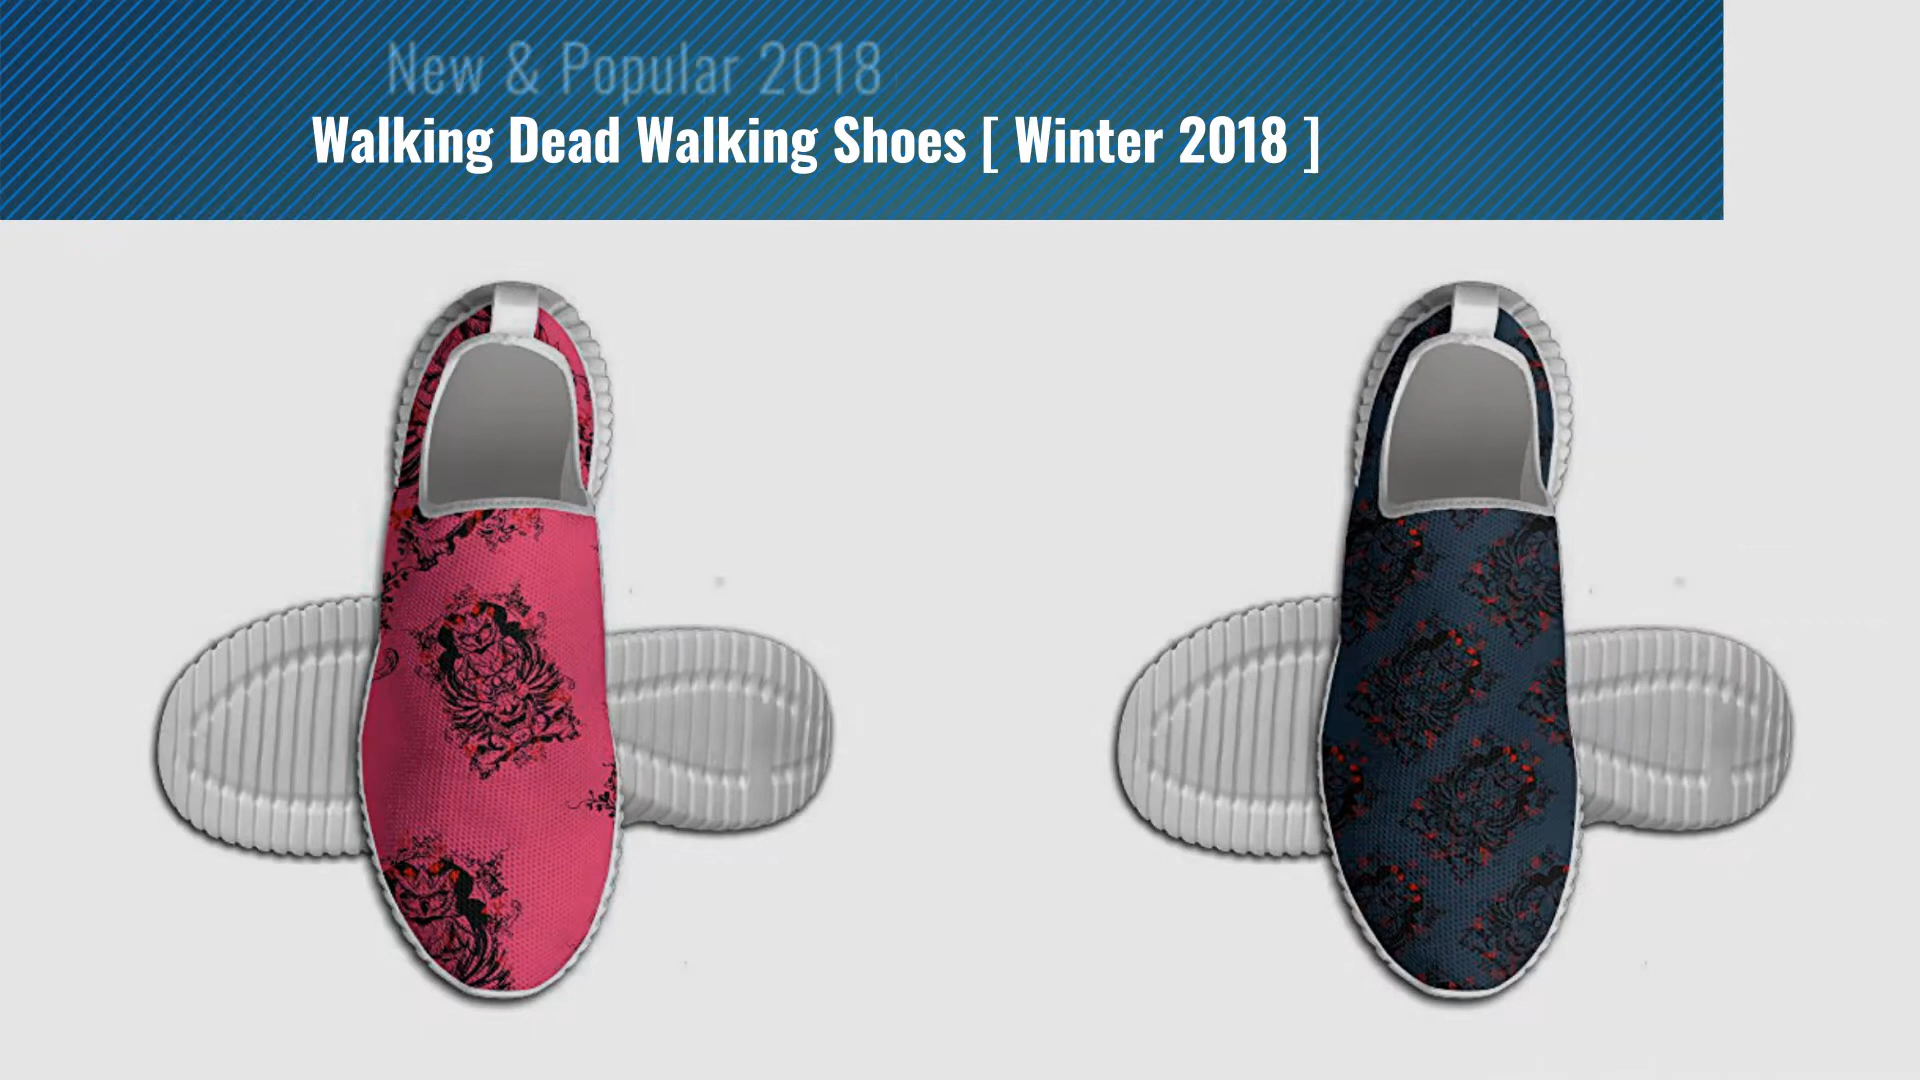 New & Popular 2018
Walking Dead Walking Shoes [ Winter 2018 ]